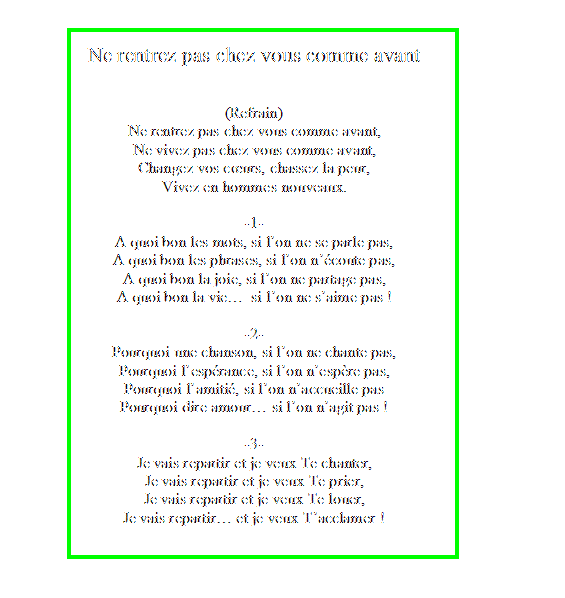 Ne rentrez pas chez vous comme avant
(Refrain)
Ne rentrez pas chez vous comme avant,
Ne vivez pas chez vous comme avant,
Changez vos cœurs, chassez la peur,
Vivez en hommes nouveaux.
-1-
A quoi bon les mots, si l'on ne se parle pas,
A quoi bon les phrases, si l'on n'écoute pas,
A quoi bon la joie, si l'on ne partage pas,
A quoi bon la vie… si l'on ne s'aime pas !
-2-
Pourquoi une chanson, si l'on ne chante pas,
Pourquoi l'espérance, si l'on n'espère pas,
Pourquoi l'amitié, si l'on n'accueille pas
Pourquoi dire amour… si l'on n'agit pas !
-3-
Je vais repartir et je veux Te chanter,
Je vais repartir et je veux Te prier,
Je vais repartir et je veux Te louer,
Je vais repartir… et je veux T'acclamer !